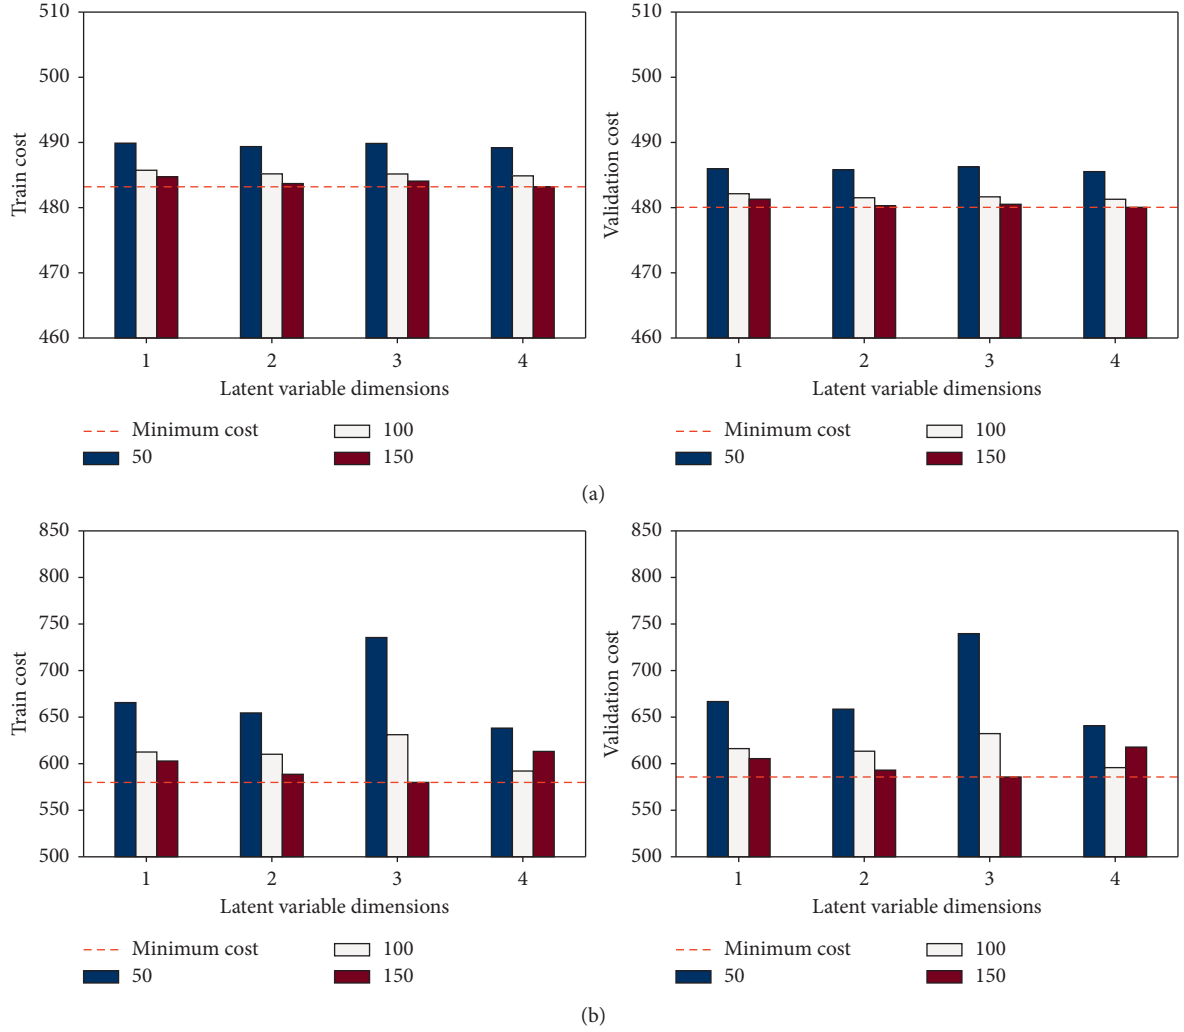 510
500
490
480
470
460
Train cost
1 2 3 4
Latent variable dimensions
Minimum cost 100
50 150
510
500
490
480
470
460
Validation cost
1 2 3 4
Latent variable dimensions
Minimum cost 100
50 150
(a)
850
800
750
700
650
600
550
500
Train cost
1 2 3 4
Latent variable dimensions
Minimum cost 100
50 150
850
800
750
700
650
600
550
500
Validation cost
1 2 3 4
Latent variable dimensions
Minimum cost 100
50 150
(b)